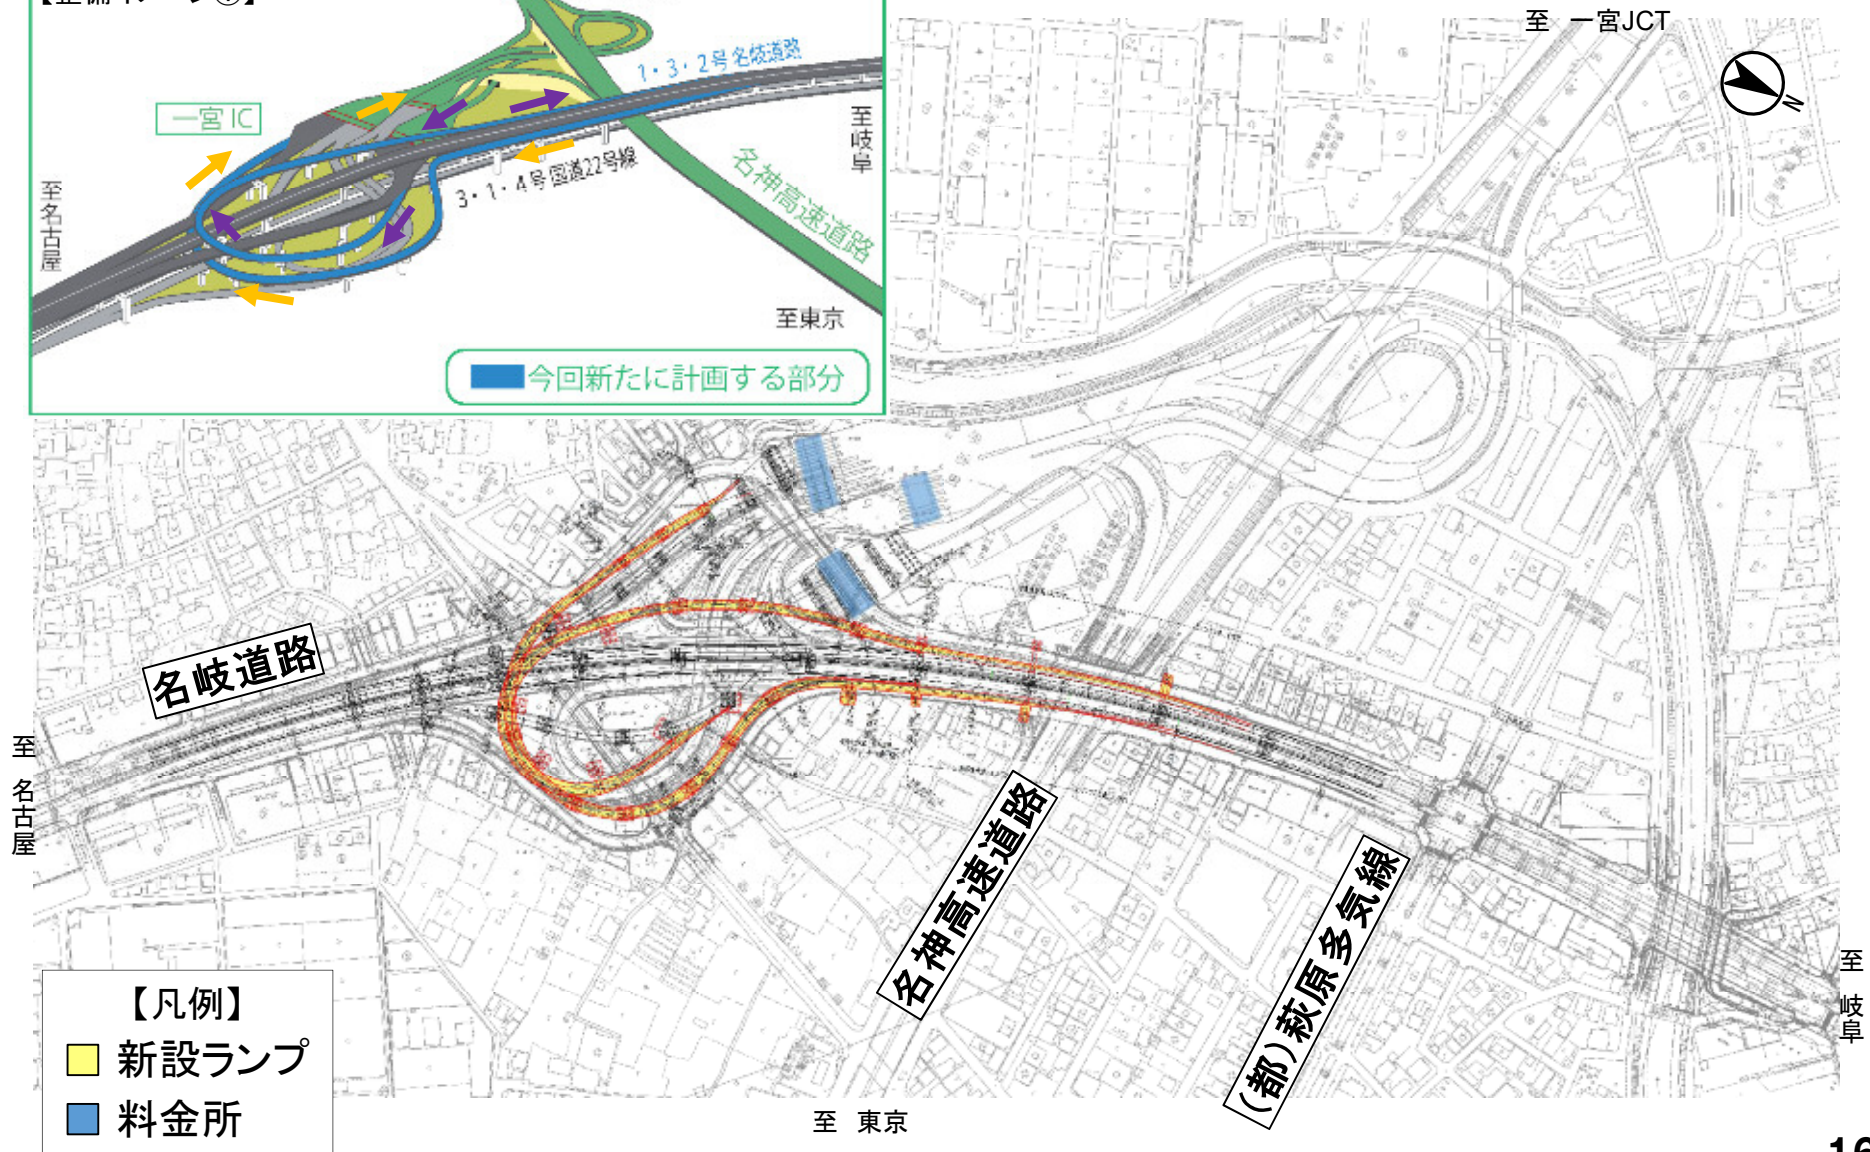 【整備イメージ①】
一宮IC
1・3・2号 名岐道路
3・1・4号 国道22号線
名神高速道路
至岐阜
至名古屋
至東京
今回新たに計画する部分
至 一宮JCT
N
名岐道路
至 名古屋
名神高速道路
(都)萩原多気線
至 岐阜
【凡例】
新設ランプ
料金所
至 東京
16